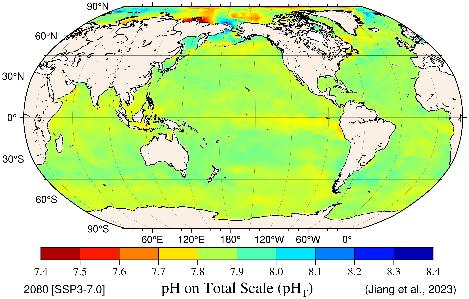 90°N
60°N
30°N
0°
30°S
60°S
90°S
60°E 120°E 180° 120°W 60°W 0°
7.4 7.5 7.6 7.7 7.8 7.9 8.0 8.1 8.2 8.3 8.4
2080 [SSP3-7.0] pH on Total Scale (pHT) (Jiang et al., 2023)